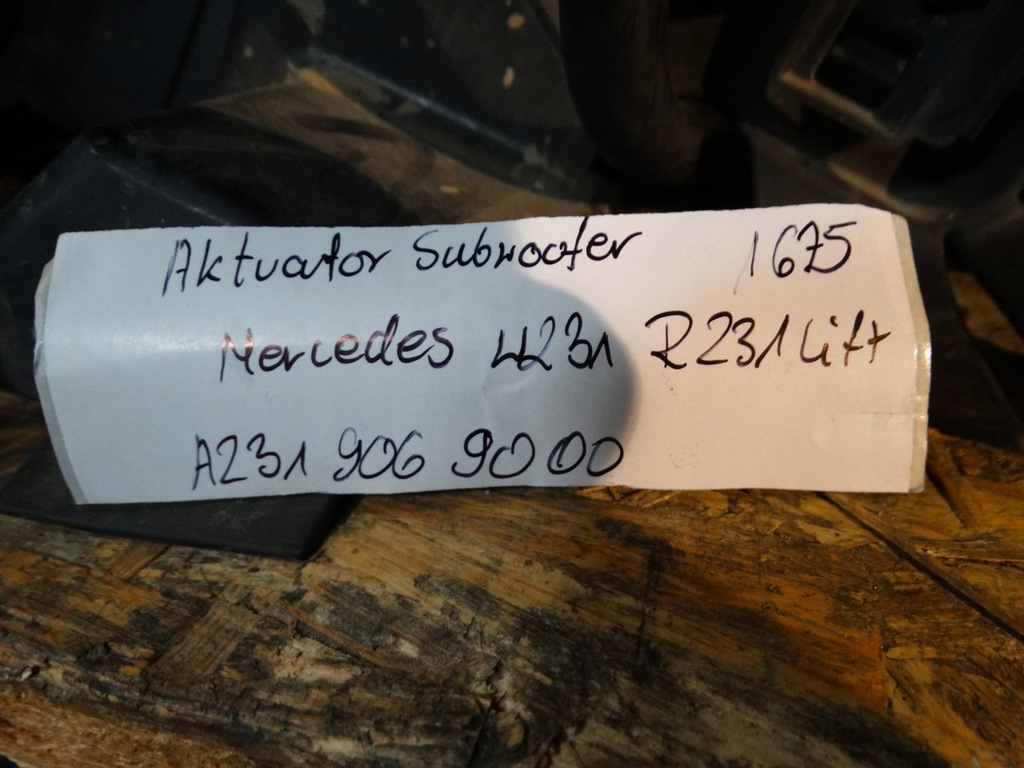 Aktuator Subwoofer 1675
Mercedes W231 R231 Lift
A231 906 90 00